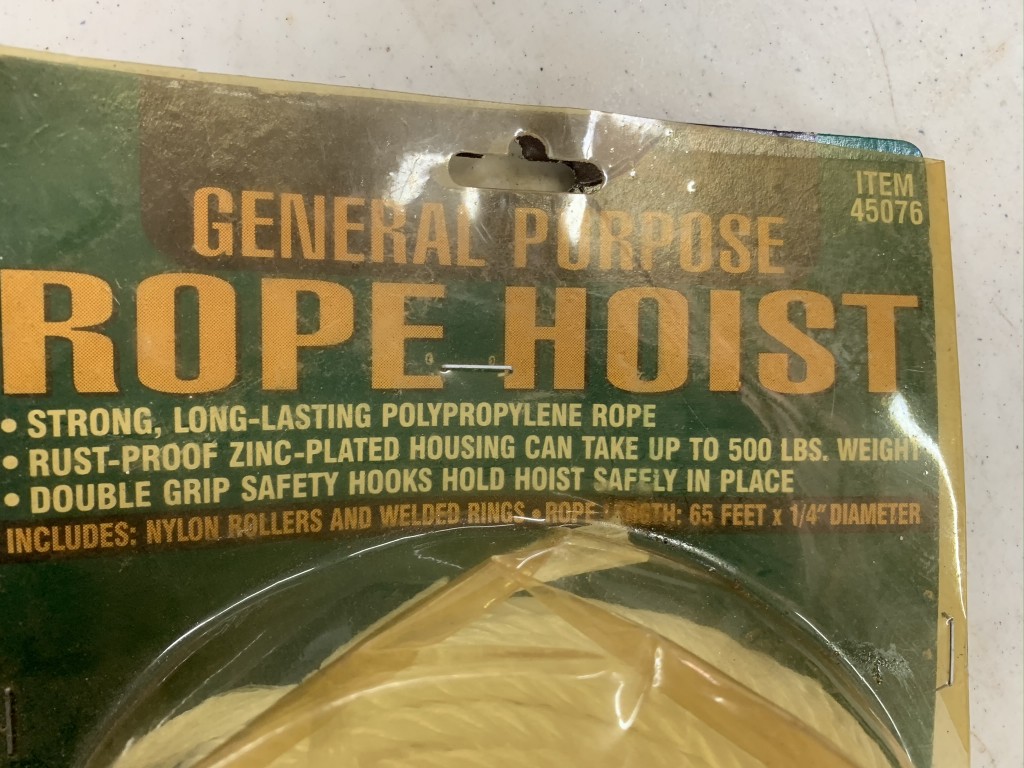 ITEM
45076
GENERAL PURPOSE
ROPE HOIST
• STRONG, LONG-LASTING POLYPROPYLENE ROPE
• RUST-PROOF ZINC-PLATED HOUSING CAN TAKE UP TO 500 LBS. WEIGHT
• DOUBLE GRIP SAFETY HOOKS HOLD HOIST SAFELY IN PLACE
INCLUDES: NYLON ROLLERS AND WELDED RINGS • ROPE LENGTH: 65 FEET x 1/4" DIAMETER